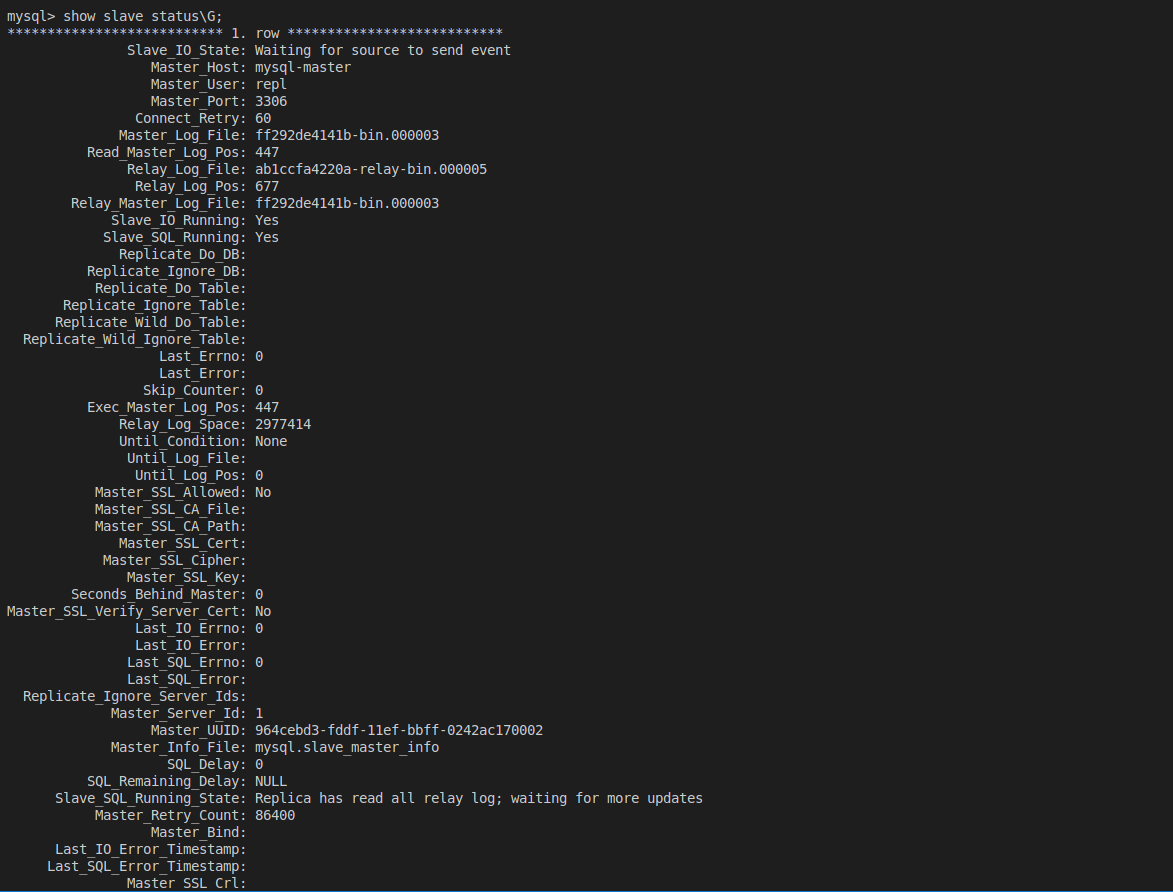 mysql> show slave status\G;
*************************** 1. row ***************************
Slave_IO_State: Waiting for source to send event
Master_Host: mysql-master
Master_User: repl
Master_Port: 3306
Connect_Retry: 60
Master_Log_File: ff292de4141b-bin.000003
Read_Master_Log_Pos: 447
Relay_Log_File: ab1ccfa4220a-relay-bin.000005
Relay_Log_Pos: 677
Relay_Master_Log_File: ff292de4141b-bin.000003
Slave_IO_Running: Yes
Slave_SQL_Running: Yes
Replicate_Do_DB:
Replicate_Ignore_DB:
Replicate_Do_Table:
Replicate_Ignore_Table:
Replicate_Wild_Do_Table:
Replicate_Wild_Ignore_Table:
Last_Errno: 0
Last_Error:
Skip_Counter: 0
Exec_Master_Log_Pos: 447
Relay_Log_Space: 2977414
Until_Condition: None
Until_Log_File:
Until_Log_Pos: 0
Master_SSL_Allowed: No
Master_SSL_CA_File:
Master_SSL_CA_Path:
Master_SSL_Cert:
Master_SSL_Cipher:
Master_SSL_Key:
Seconds_Behind_Master: 0
Master_SSL_Verify_Server_Cert: No
Last_IO_Errno: 0
Last_IO_Error:
Last_SQL_Errno: 0
Last_SQL_Error:
Replicate_Ignore_Server_Ids:
Master_Server_Id: 1
Master_UUID: 964cebd3-fddf-11ef-bbff-0242ac170002
Master_Info_File: mysql.slave_master_info
SQL_Delay: 0
SQL_Remaining_Delay: NULL
Slave_SQL_Running_State: Replica has read all relay log; waiting for more updates
Master_Retry_Count: 86400
Master_Bind:
Last_IO_Error_Timestamp:
Last_SQL_Error_Timestamp:
Master_SSL_Crl: